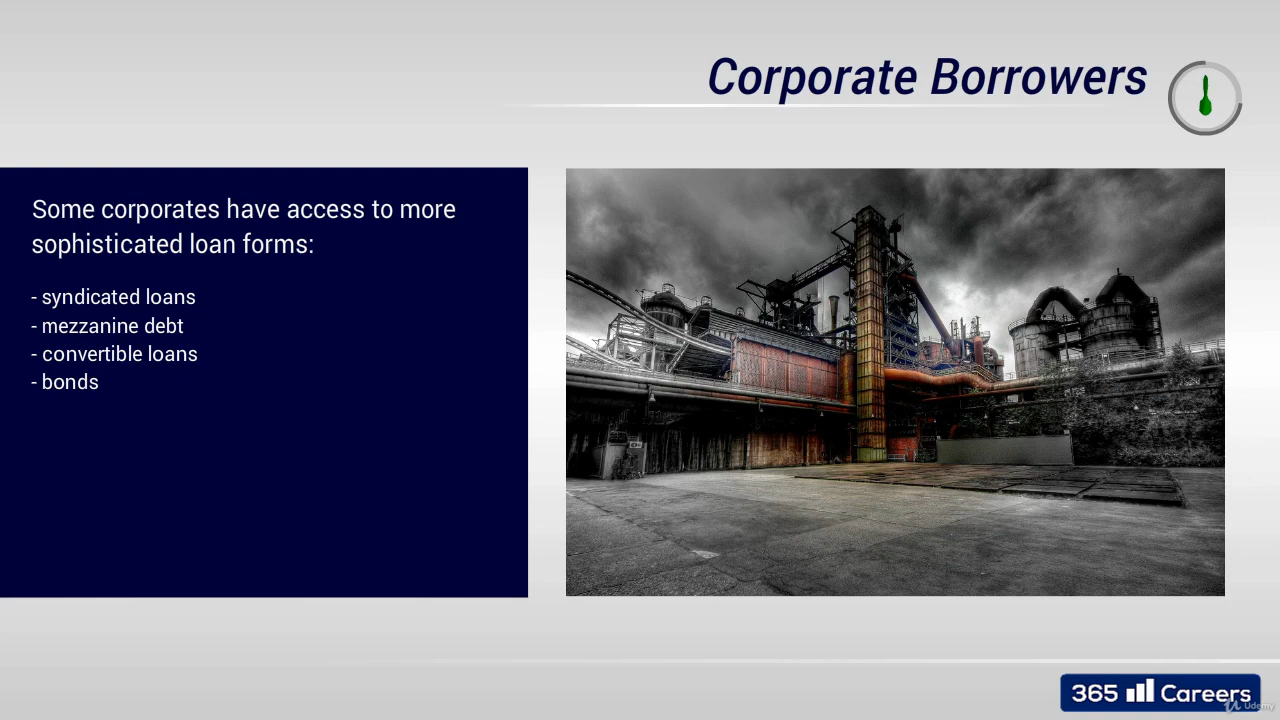 Corporate Borrowers
Some corporates have access to more
sophisticated loan forms:
- syndicated loans
- mezzanine debt
- convertible loans
- bonds
365 Careers
Udemy